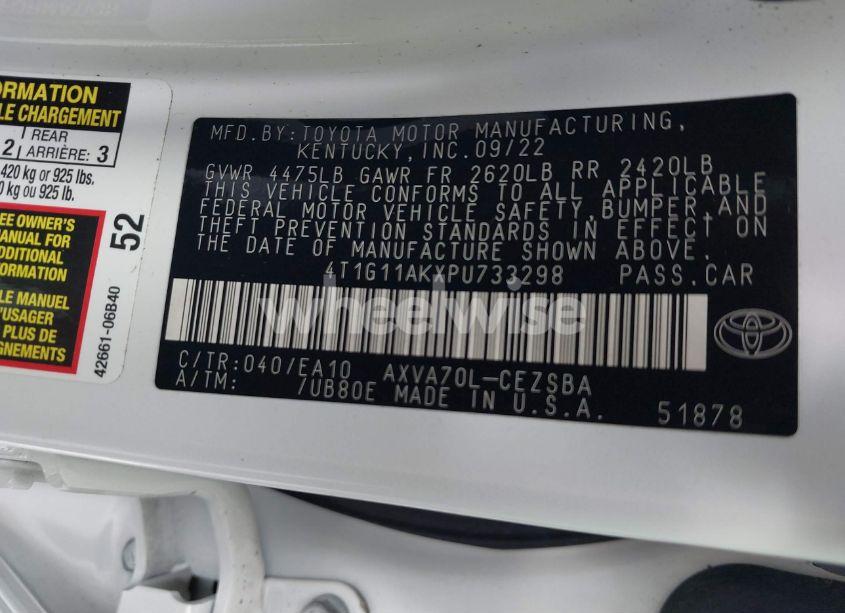 ORMATION
LE CHARGEMENT
2 REAR
ARRIÈRE: 3
420 kg or 925 lbs.
0 kg ou 925 lb.
EE OWNER'S
MANUAL FOR
ADDITIONAL
NFORMATION
LE MANUEL
'USAGER
PLUS DE
GNEMENTS
52
42661-06B40
MFD.BY:TOYOTA MOTOR MANUFACTURING,
KENTUCKY,INC.09/22
GVWR 4475LB GAWR FR 2620LB RR 2420LB
THIS VEHICLE CONFORMS TO ALL APPLICABLE
FEDERAL MOTOR VEHICLE SAFETY,BUMPER,AND
THEFT PREVENTION STANDARDS IN EFFECT ON
THE DATE OF MANUFACTURE SHOWN ABOVE.
4T1G11AKXPU733298 PASS.CAR
wheelwise
C/TR:040/EA10 AXVA70L-CEZSBA
A/TM: /UB80E MADE IN U.S.A.
51878